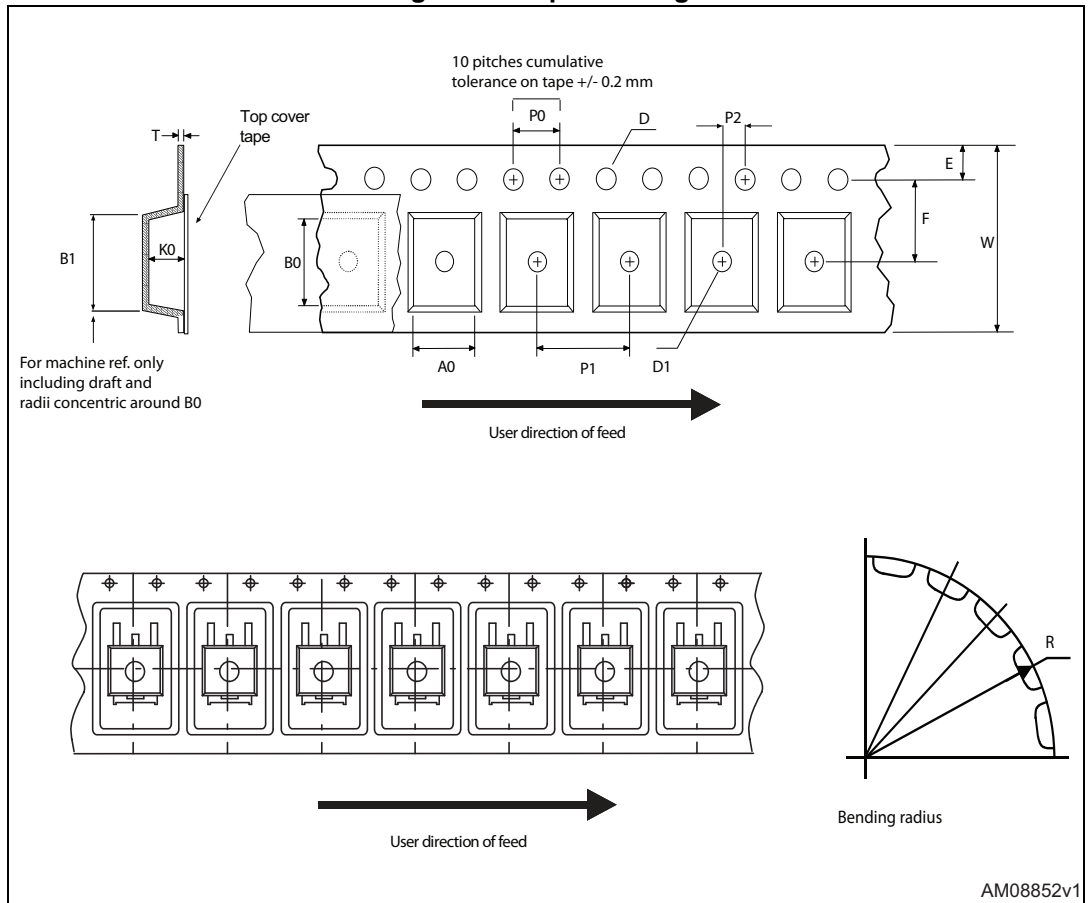 10 pitches cumulative
tolerance on tape +/- 0.2 mm
Top cover
tape
T
P0
D
P2
E
F
W
B1
K0
B0
For machine ref. only
including draft and
radii concentric around B0
A0
P1
D1
User direction of feed
R
Bending radius
User direction of feed
AM08852v1